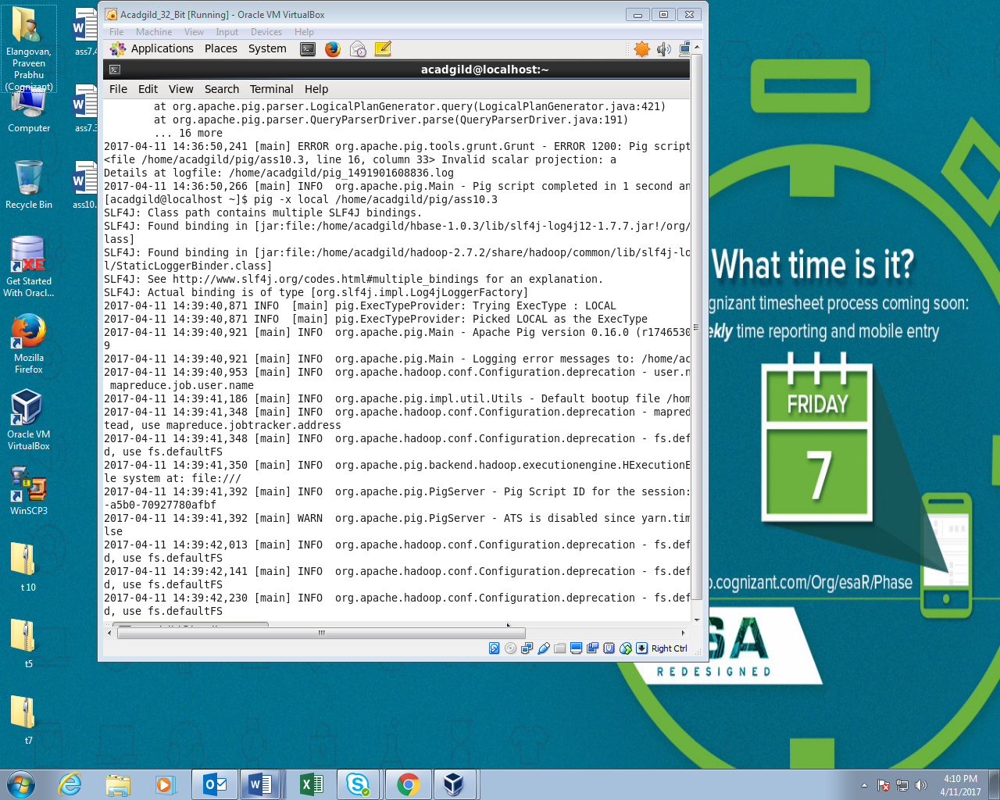 Elangovan,
Praveen
Prabhu
(Cognizant)
Computer
Recycle Bin
Get Started
With Oracl...
Mozilla
Firefox
Oracle VM
VirtualBox
WinSCP3
t 10
t5
t7
ass7.4
ass7.3
ass10.
Acadgild_32_Bit [Running] - Oracle VM VirtualBox
File Machine View Input Devices Help
Applications Places System
acadgild@localhost:~
File Edit View Search Terminal Help
at org.apache.pig.parser.LogicalPlanGenerator.query(LogicalPlanGenerator.java:421)
at org.apache.pig.parser.QueryParserDriver.parse(QueryParserDriver.java:191)
... 16 more
2017-04-11 14:36:50,241 [main] ERROR org.apache.pig.tools.grunt.Grunt - ERROR 1200: Pig script
<file /home/acadgild/pig/ass10.3, line 16, column 33> Invalid scalar projection: a
Details at logfile: /home/acadgild/pig_1491901608836.log
2017-04-11 14:36:50,266 [main] INFO  org.apache.pig.Main - Pig script completed in 1 second an
[acadgild@localhost ~]$ pig -x local /home/acadgild/pig/ass10.3
SLF4J: Class path contains multiple SLF4J bindings.
SLF4J: Found binding in [jar:file:/home/acadgild/hbase-1.0.3/lib/slf4j-log4j12-1.7.7.jar!/org/
lass]
SLF4J: Found binding in [jar:file:/home/acadgild/hadoop-2.7.2/share/hadoop/common/lib/slf4j-lo
l/StaticLoggerBinder.class]
SLF4J: See http://www.slf4j.org/codes.html#multiple_bindings for an explanation.
SLF4J: Actual binding is of type [org.slf4j.impl.Log4jLoggerFactory]
2017-04-11 14:39:40,871 INFO  [main] pig.ExecTypeProvider: Trying ExecType : LOCAL
2017-04-11 14:39:40,871 INFO  [main] pig.ExecTypeProvider: Picked LOCAL as the ExecType
2017-04-11 14:39:40,921 [main] INFO  org.apache.pig.Main - Apache Pig version 0.16.0 (r1746530
9
2017-04-11 14:39:40,921 [main] INFO  org.apache.pig.Main - Logging error messages to: /home/ac
2017-04-11 14:39:40,953 [main] INFO  org.apache.hadoop.conf.Configuration.deprecation - user.n
mapreduce.job.user.name
2017-04-11 14:39:41,186 [main] INFO  org.apache.pig.impl.util.Utils - Default bootup file /hom
2017-04-11 14:39:41,348 [main] INFO  org.apache.hadoop.conf.Configuration.deprecation - mapred
tead, use mapreduce.jobtracker.address
2017-04-11 14:39:41,348 [main] INFO  org.apache.hadoop.conf.Configuration.deprecation - fs.def
d, use fs.defaultFS
2017-04-11 14:39:41,350 [main] INFO  org.apache.pig.backend.hadoop.executionengine.HExecutionE
le system at: file:///
2017-04-11 14:39:41,392 [main] INFO  org.apache.pig.PigServer - Pig Script ID for the session:
-a5b0-70927780afbf
2017-04-11 14:39:41,392 [main] WARN  org.apache.pig.PigServer - ATS is disabled since yarn.tim
lse
2017-04-11 14:39:42,013 [main] INFO  org.apache.hadoop.conf.Configuration.deprecation - fs.def
d, use fs.defaultFS
2017-04-11 14:39:42,141 [main] INFO  org.apache.hadoop.conf.Configuration.deprecation - fs.def
d, use fs.defaultFS
2017-04-11 14:39:42,230 [main] INFO  org.apache.hadoop.conf.Configuration.deprecation - fs.def
d, use fs.defaultFS
Right Ctrl
What time is it?
gnizant timesheet process coming soon:
ekly time reporting and mobile entry
FRIDAY
7
o.cognizant.com/Org/esaR/Phase
SA
REDESIGNED
4:10 PM
4/11/2017